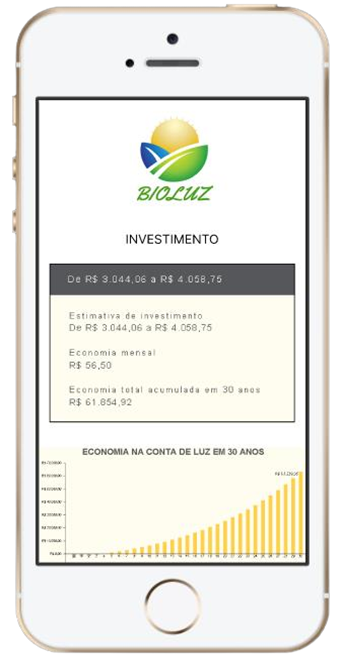 BIOLUZ
INVESTIMENTO
De R$ 3.044,06 a R$ 4.058,75
Estimativa de investimento
De R$ 3.044,06 a R$ 4.058,75
Economia mensal
R$ 56,50
Economia total acumulada em 30 anos
R$ 61.854,92
ECONOMIA NA CONTA DE LUZ EM 30 ANOS